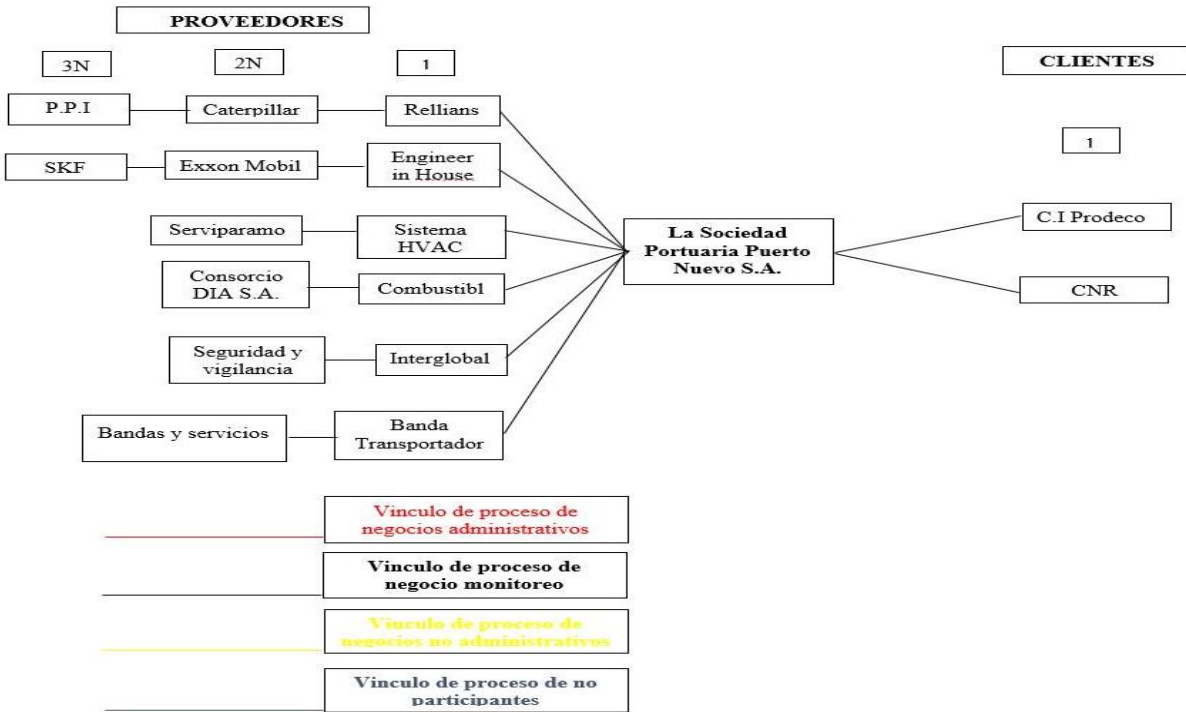 PROVEEDORES
3N
2N
1
CLIENTES
P.P.I
Caterpillar
Rellians
1
SKF
Exxon Mobil
Engineer
in House
Serviparamo
Sistema
HVAC
La Sociedad
Portuaria Puerto
Nuevo S.A.
C.I Prodeco
Consorcio
DIA S.A.
Combustibl
CNR
Seguridad y
vigilancia
Interglobal
Bandas y servicios
Banda
Transportador
Vinculo de proceso de
negocios administrativos
Vinculo de proceso de
negocio monitoreo
Vinculo de proceso de
negocios no administrativos
Vinculo de proceso de no
participantes